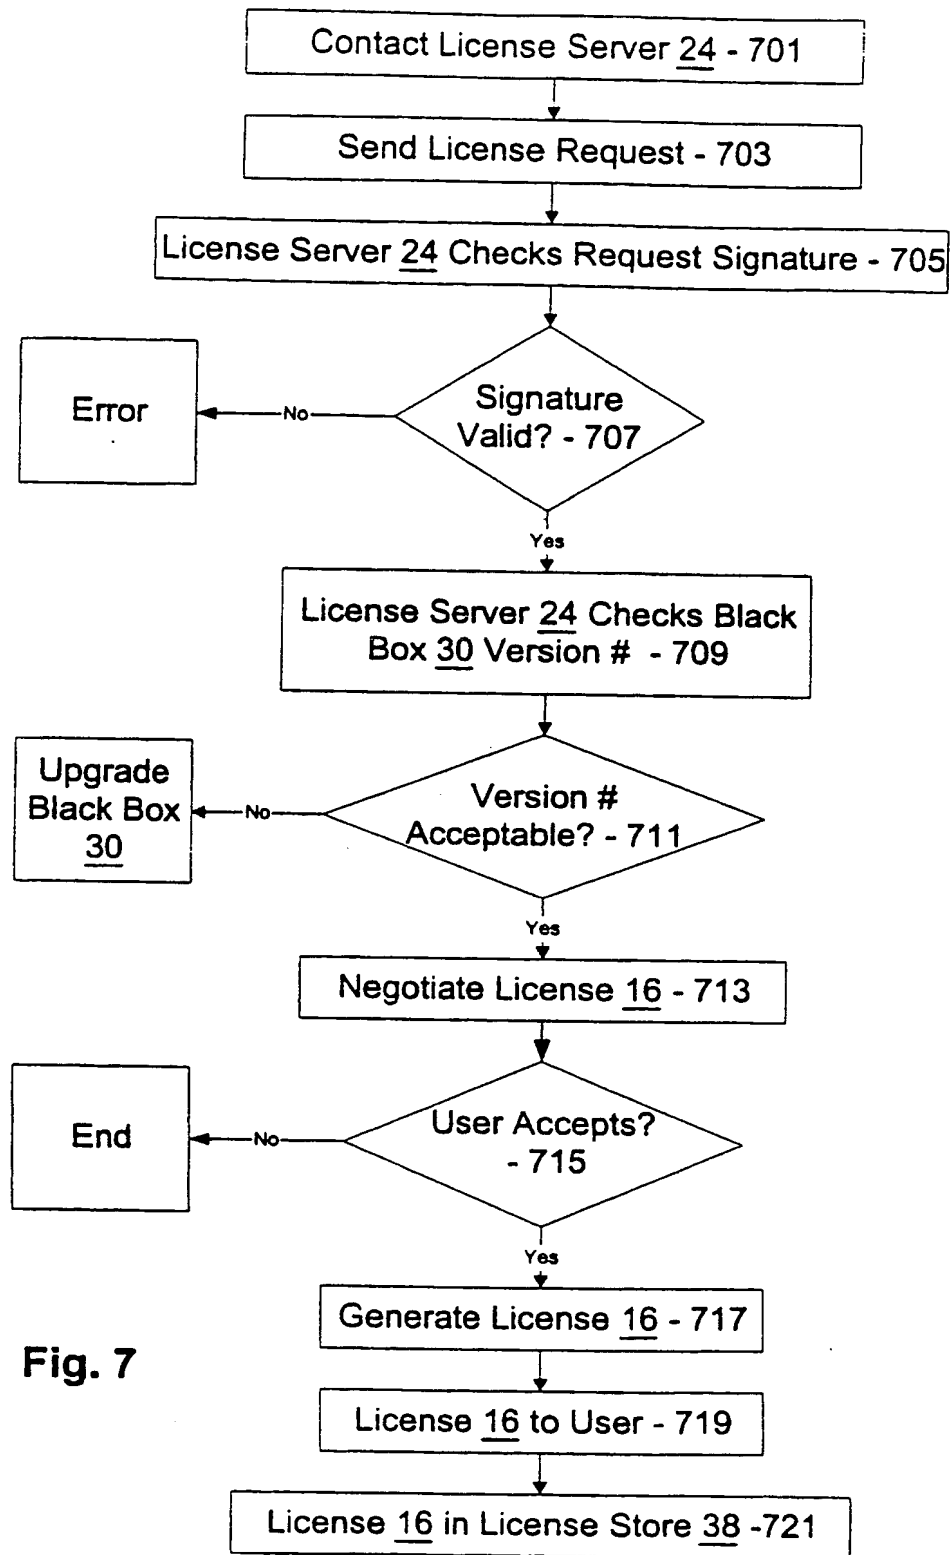 Contact License Server 24 - 701
Send License Request - 703
License Server 24 Checks Request Signature - 705
Signature
Valid? - 707
No
Error
Yes
License Server 24 Checks Black
Box 30 Version # - 709
Version #
Acceptable? - 711
No
Upgrade
Black Box
30
Yes
Negotiate License 16 - 713
User Accepts?
- 715
No
End
Yes
Generate License 16 - 717
Fig. 7
License 16 to User - 719
License 16 in License Store 38 -721